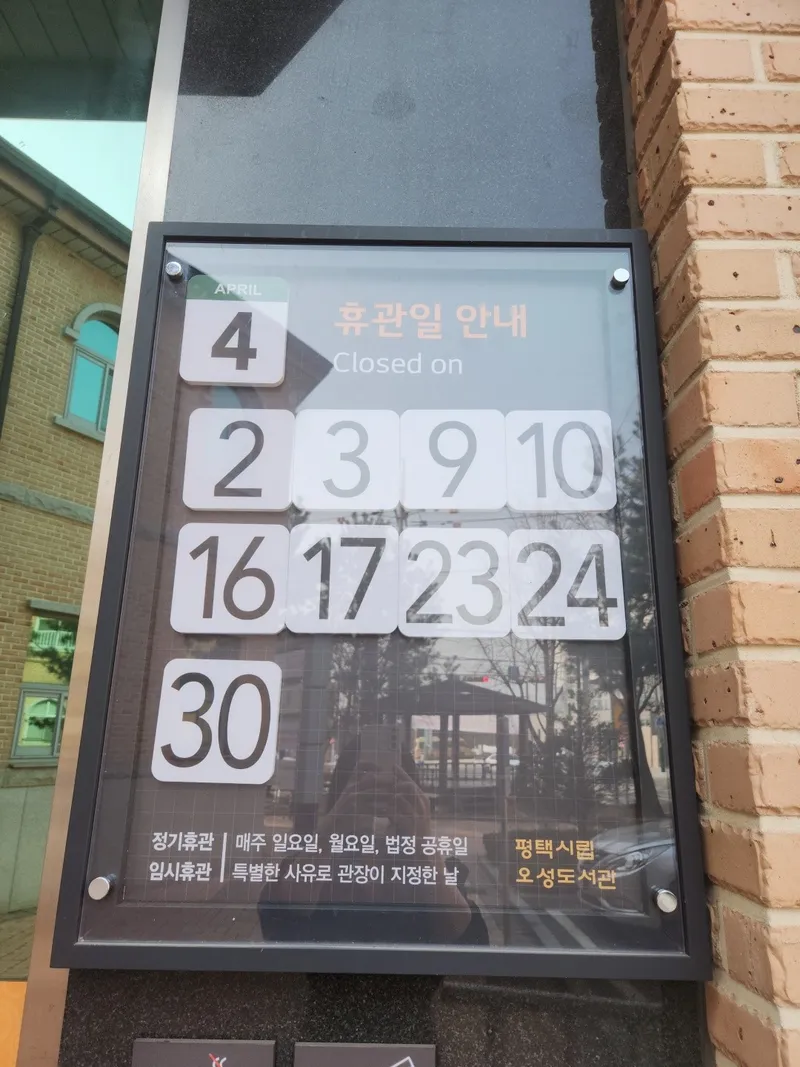 APRIL
4
휴관일 안내
Closed on
2 3 9 10
16 17 23 24
30
정기휴관 | 매주 일요일, 월요일, 법정 공휴일
임시휴관 | 특별한 사유로 관장이 지정한 날
평택시립
오성도서관